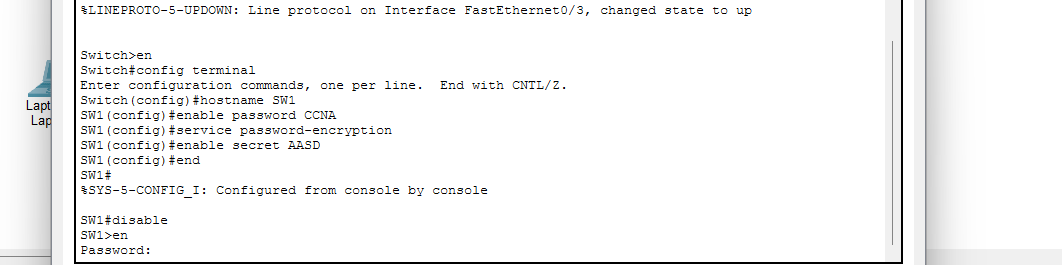 %LINEPROTO-5-UPDOWN: Line protocol on Interface FastEthernet0/3, changed state to up
Switch>en
Switch#config terminal
Enter configuration commands, one per line.  End with CNTL/Z.
Switch(config)#hostname SW1
SW1(config)#enable password CCNA
SW1(config)#service password-encryption
SW1(config)#enable secret AASD
SW1(config)#end
SW1#
%SYS-5-CONFIG_I: Configured from console by console
SW1#disable
SW1>en
Password:
Lapt
Lap